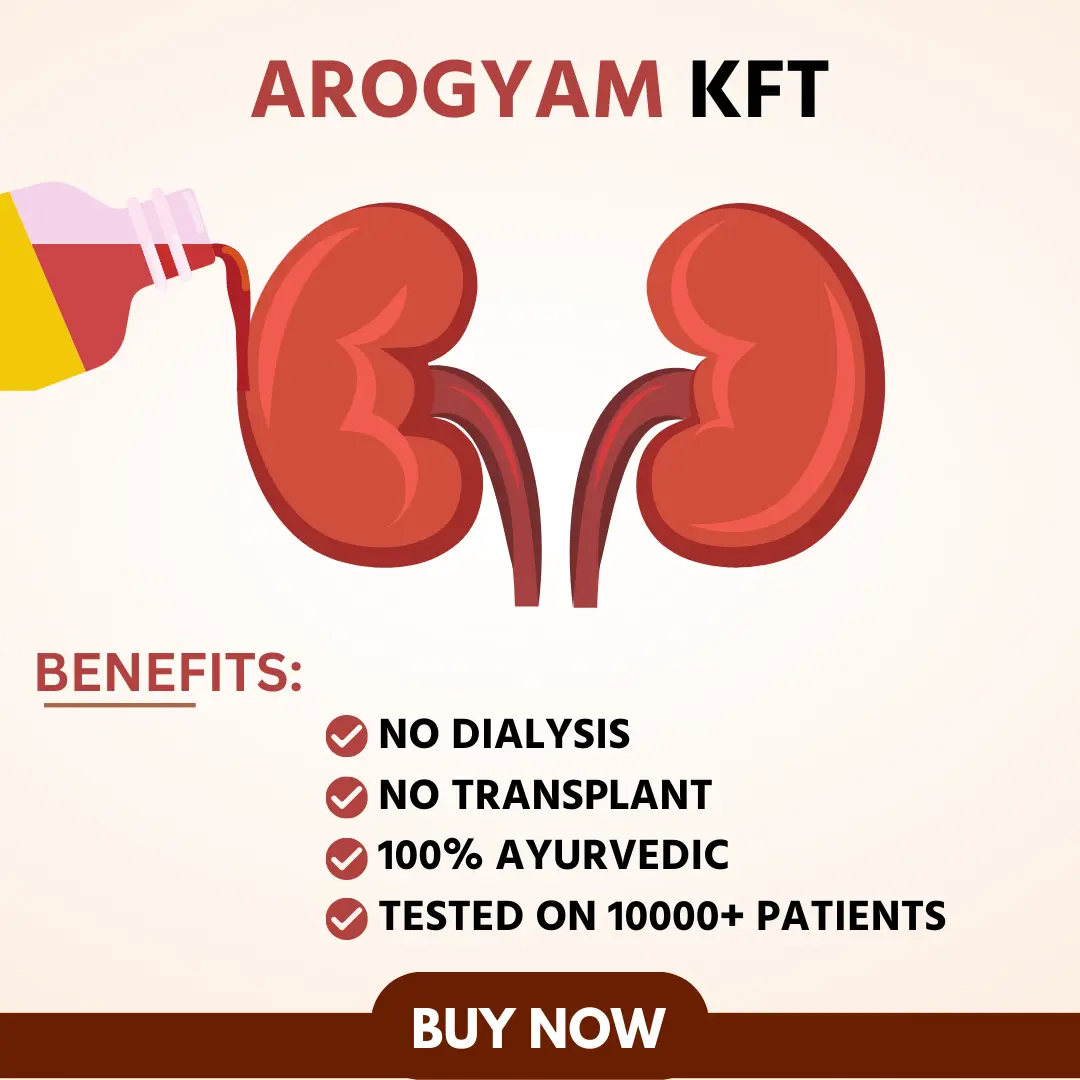 AROGYAM KFT
BENEFITS:
NO DIALYSIS
NO TRANSPLANT
100% AYURVEDIC
TESTED ON 10000+ PATIENTS
BUY NOW